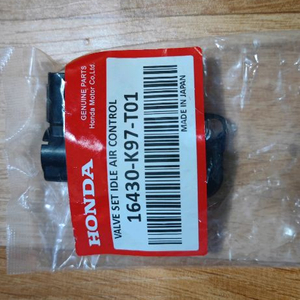 GENUINE PARTS
Honda Motor Co.,Ltd.
HONDA
VALVE SET IDLE AIR CONTROL
16430-K97-T01
MADE IN JAPAN